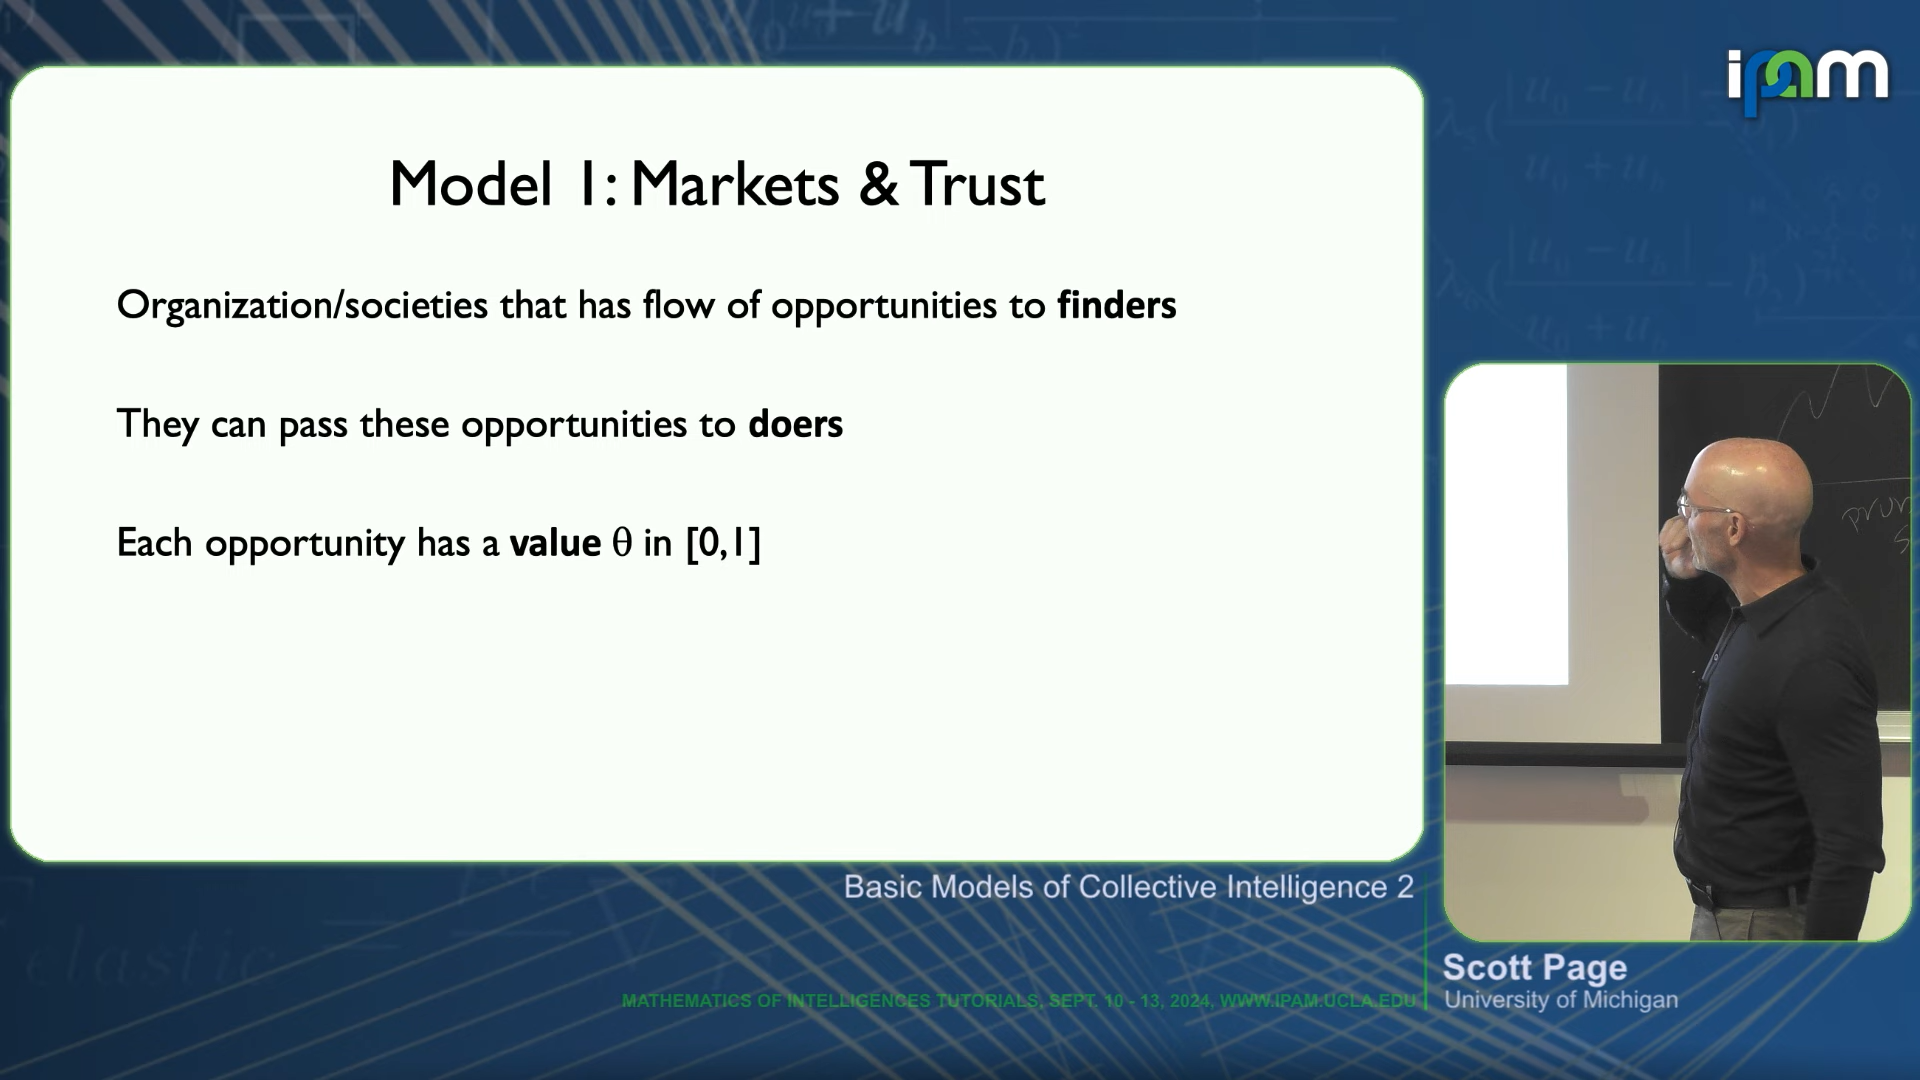 ipam
Model 1: Markets & Trust
Organization/societies that has flow of opportunities to finders
They can pass these opportunities to doers
Each opportunity has a value θ in [0,1]
Basic Models of Collective Intelligence 2
Scott Page
University of Michigan
MATHEMATICS OF INTELLIGENCES TUTORIALS, SEPT. 10 - 13, 2024, WWW.IPAM.UCLA.EDU
elastic